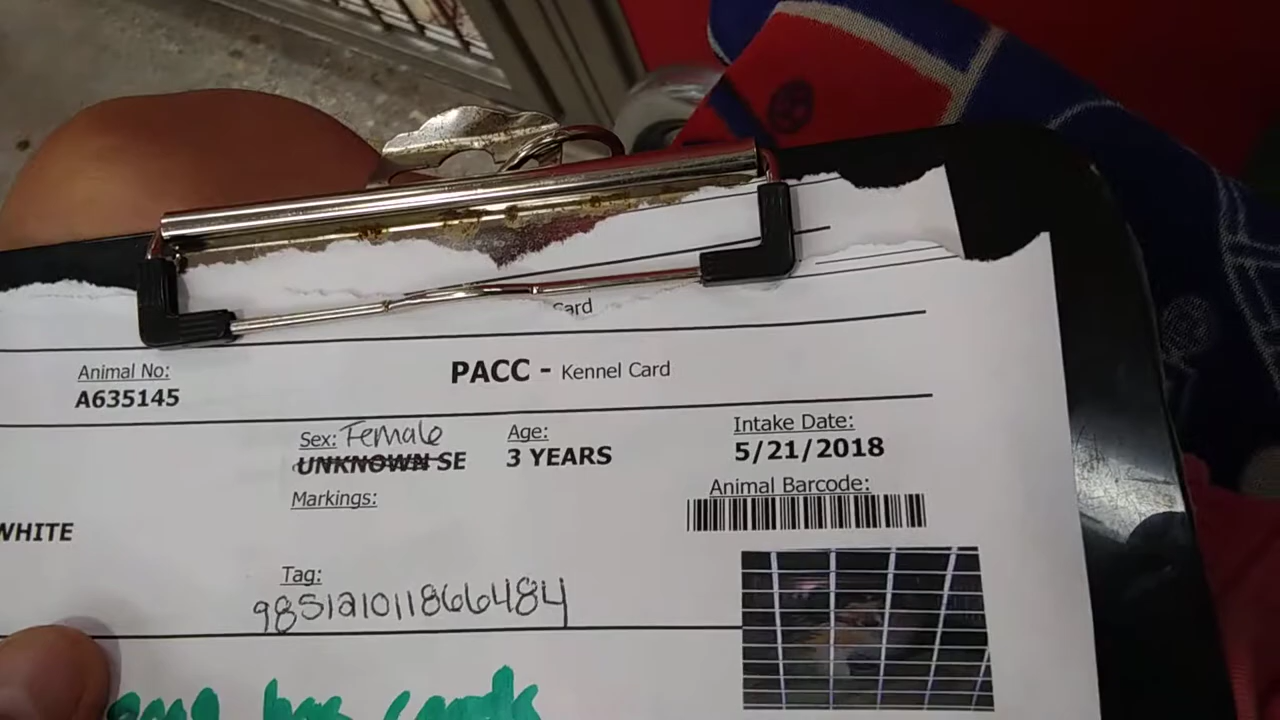 Card
Animal No:
A635145
PACC - Kennel Card
Sex: Female
UNKNOWN SE
Age:
3 YEARS
Intake Date:
5/21/2018
Markings:
Animal Barcode:
WHITE
Tag:
985121011866484
has